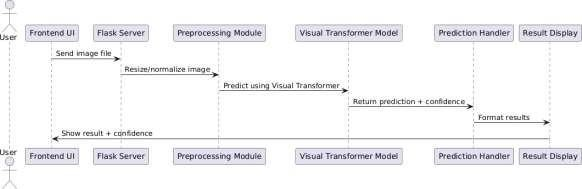 User
Frontend UI
Flask Server
Preprocessing Module
Visual Transformer Model
Prediction Handler
Result Display
Send image file
Resize/normalize image
Predict using Visual Transformer
Return prediction + confidence
Format results
Show result + confidence
User
Frontend UI
Flask Server
Preprocessing Module
Visual Transformer Model
Prediction Handler
Result Display